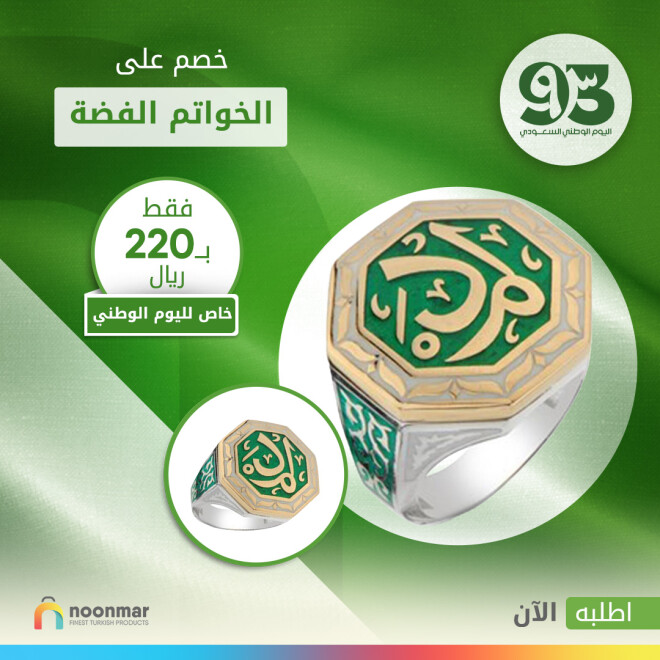 خصم على
الخواتم الفضة
93
اليوم الوطني السعودي
فقط
بـ220
ريال
خاص لليوم الوطني
noonmar
FINEST TURKISH PRODUCTS
اطلبه الآن